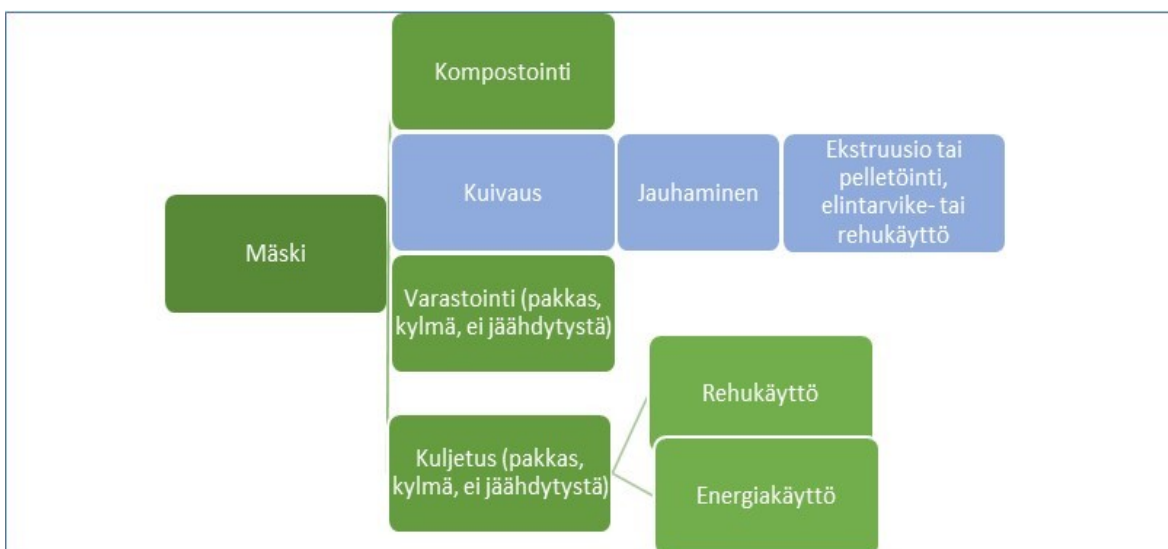 Kompostointi
Mäski
Kuivaus
Jauhaminen
Ekstruusio tai
pelletöinti,
elintarvike- tai
rehukäyttö
Varastointi (pakkas,
kylmä, ei jäähdytystä)
Kuljetus (pakkas,
kylmä, ei jäähdytystä)
Rehukäyttö
Energiakäyttö